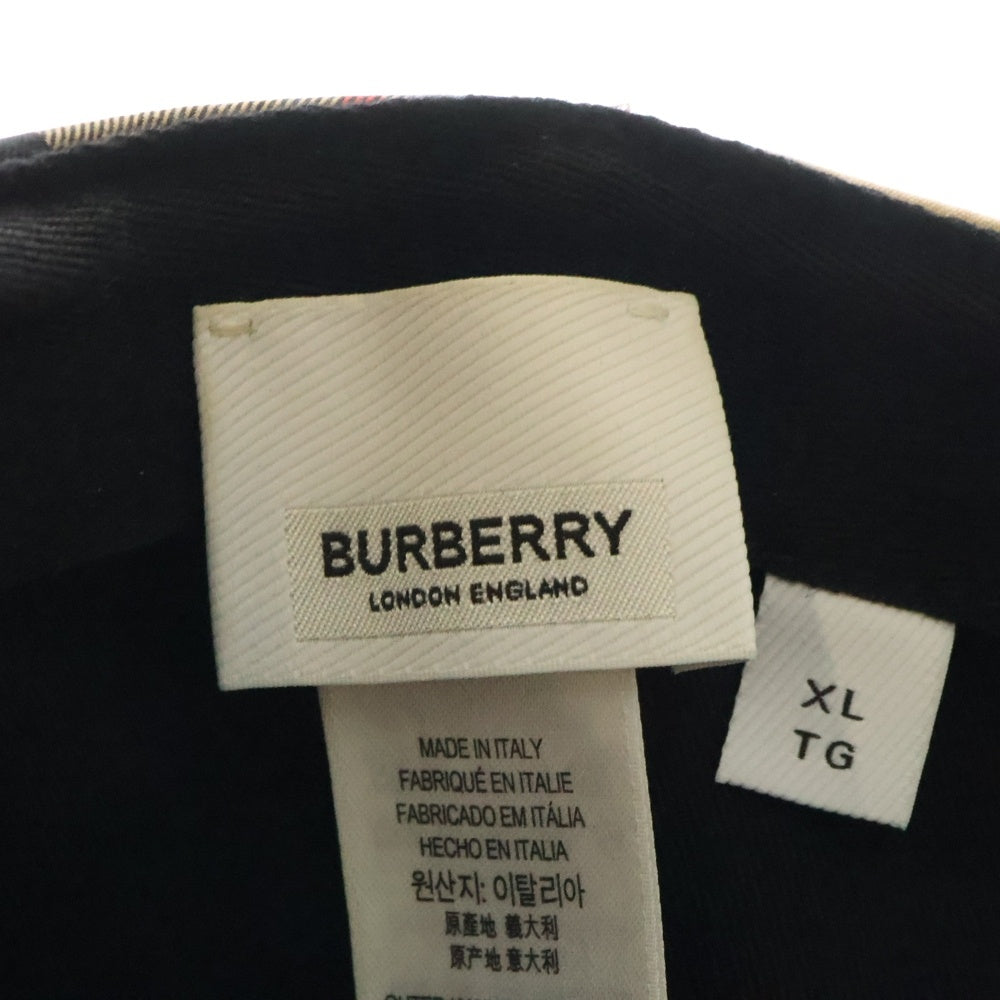 BURBERRY
LONDON ENGLAND
XL
TG
MADE IN ITALY
FABRIQUÉ EN ITALIE
FABRICADO EM ITÁLIA
HECHO EN ITALIA
원산지: 이탈리아
原產地 義大利
原产地 意大利